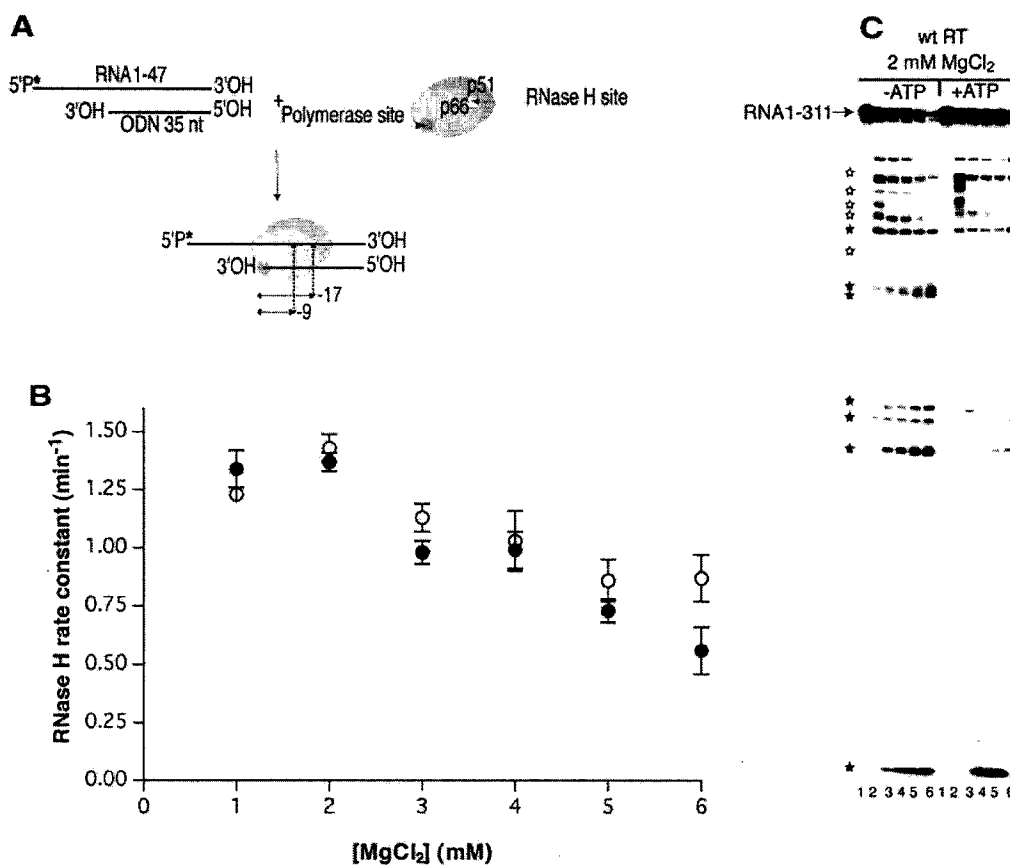 A
RNA1-47
5'P* 3'OH
3'OH 5'OH
ODN 35 nt
+
Polymerase site
p51
p66
RNase H site
5'P* 3'OH
3'OH 5'OH
-17
-9
B
RNase H rate constant (min⁻¹)
1.50
1.25
1.00
0.75
0.50
0.25
0.00
0 1 2 3 4 5 6
[MgCl₂] (mM)
C
wt RT
2 mM MgCl₂
-ATP +ATP
RNA1-311→
1 2 3 4 5 6 1 2 3 4 5 6